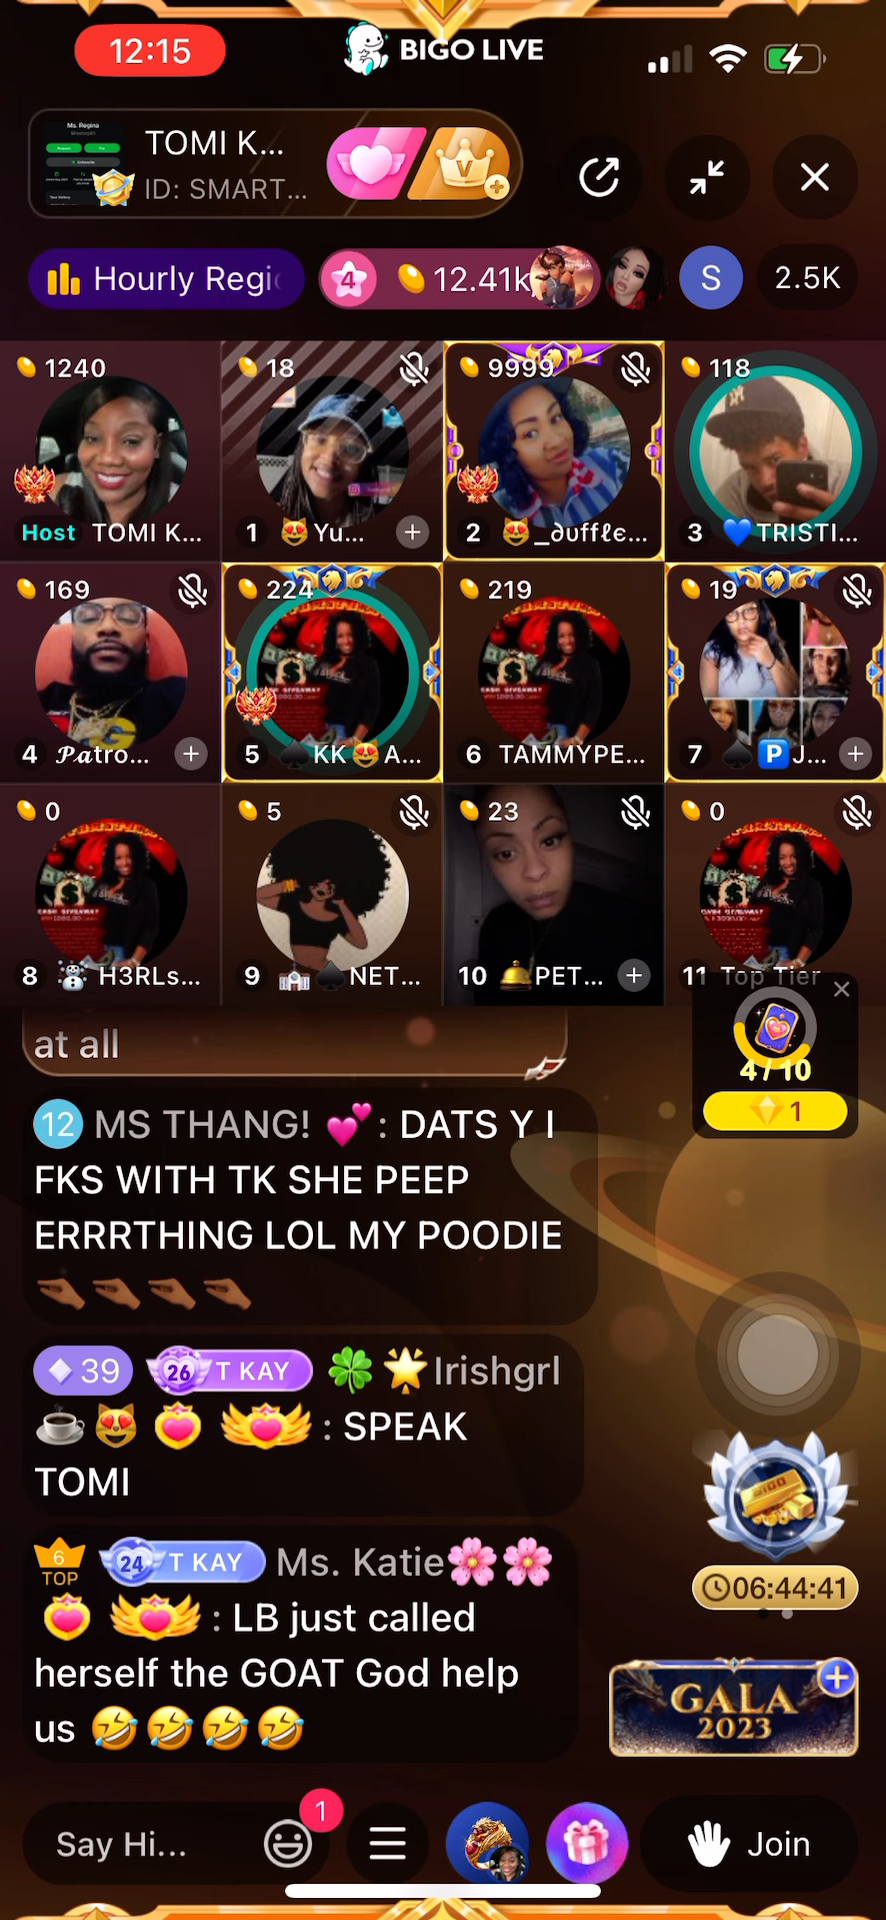 12:15
BIGO LIVE
TOMI K...
ID: SMART...
Hourly Regi
4 12.41k
S
2.5K
1240
18
9999
118
Host TOMI K...
1 😻Yu...
2 😻_∂υffℓє...
3 💙TRISTI...
169
224
219
19
4 𝓟𝓪tro...
5 ♠️KK😻A...
6 TAMMYPE...
7 ♠️🅿️J...
0
5
23
0
8 ☃️H3RLs...
9 🏫♠️NET...
10 🛎️PET...
11 Top Tier
at all
4/10
1
12 MS THANG! 💕: DATS Y I
FKS WITH TK SHE PEEP
ERRRTHING LOL MY POODIE
39 26 T KAY 🍀🌟Irishgrl
☕😻 : SPEAK
TOMI
6 TOP 24 T KAY Ms. Katie🌸🌸
: LB just called
herself the GOAT God help
us 🤣🤣🤣🤣
BIGO
06:44:41
GALA
2023
Say Hi...
1
Join